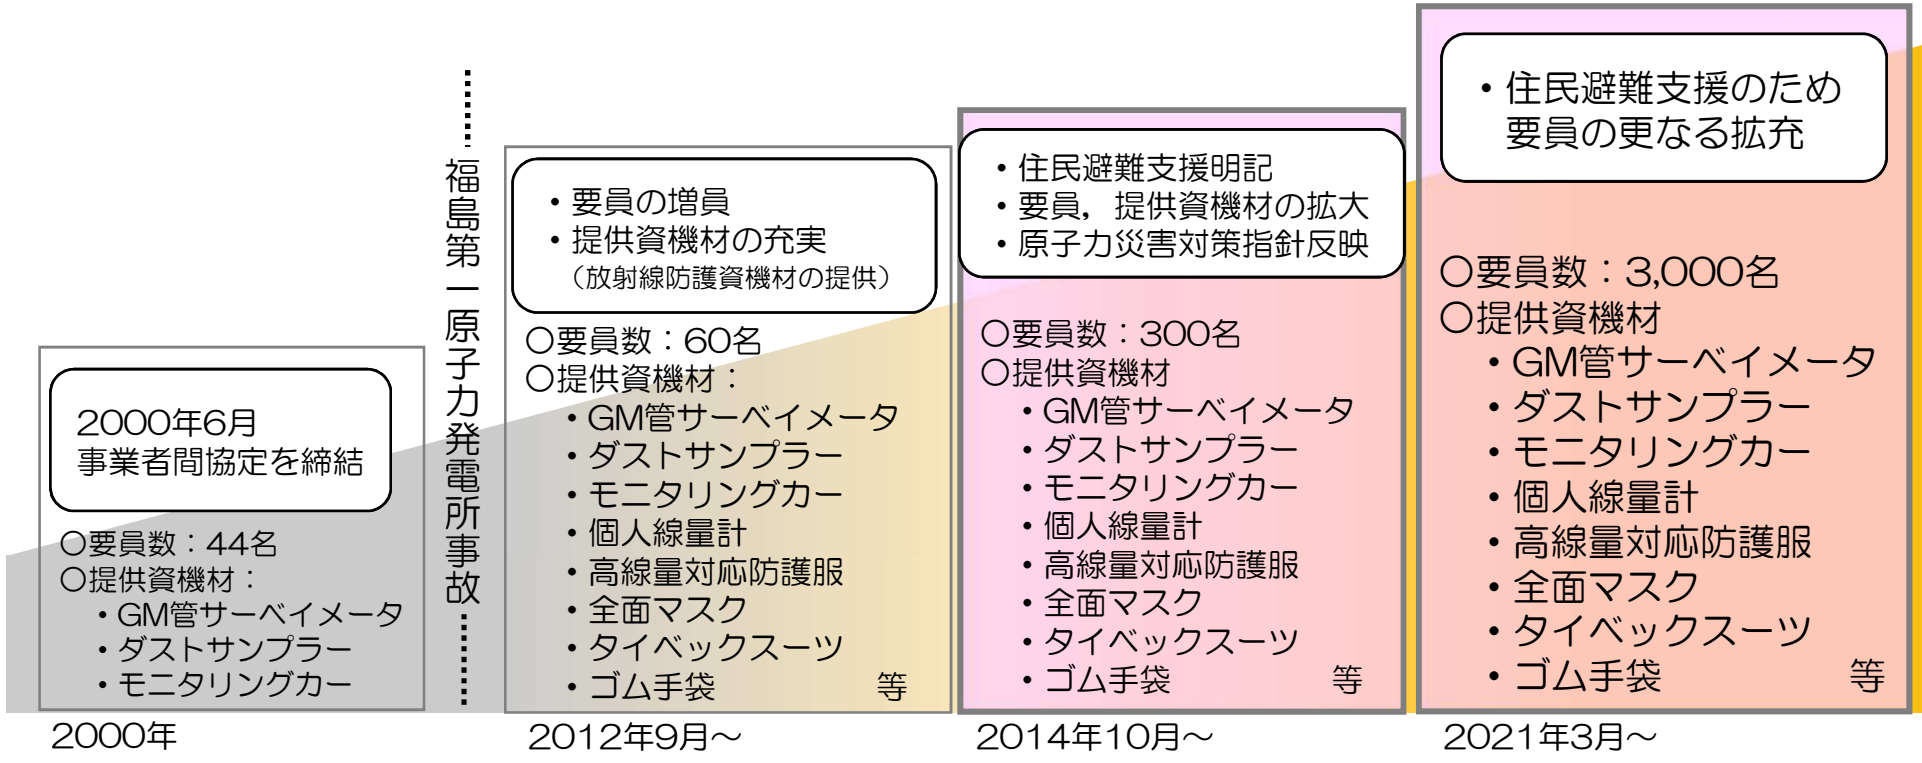 2000年6月
事業者間協定を締結
○要員数：44名
○提供資機材：
・GM管サーベイメータ
・ダストサンプラー
・モニタリングカー
2000年
福島第一原子力発電所事故
・要員の増員
・提供資機材の充実
（放射線防護資機材の提供）
○要員数：60名
○提供資機材：
・GM管サーベイメータ
・ダストサンプラー
・モニタリングカー
・個人線量計
・高線量対応防護服
・全面マスク
・タイベックスーツ
・ゴム手袋 等
2012年9月～
・住民避難支援明記
・要員，提供資機材の拡大
・原子力災害対策指針反映
○要員数：300名
○提供資機材
・GM管サーベイメータ
・ダストサンプラー
・モニタリングカー
・個人線量計
・高線量対応防護服
・全面マスク
・タイベックスーツ
・ゴム手袋 等
2014年10月～
・住民避難支援のため
要員の更なる拡充
○要員数：3,000名
○提供資機材
・GM管サーベイメータ
・ダストサンプラー
・モニタリングカー
・個人線量計
・高線量対応防護服
・全面マスク
・タイベックスーツ
・ゴム手袋 等
2021年3月～